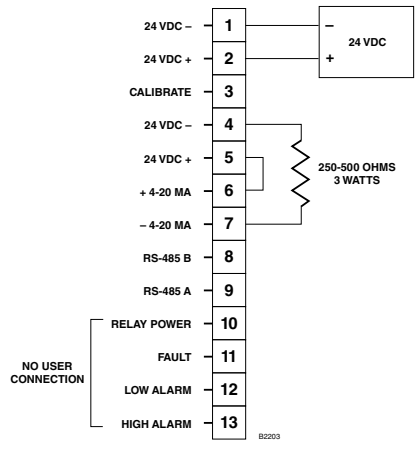 24 VDC –
1
–
24 VDC
24 VDC +
2
+
CALIBRATE
3
24 VDC –
4
24 VDC +
5
250-500 OHMS
3 WATTS
+ 4-20 MA
6
– 4-20 MA
7
RS-485 B
8
RS-485 A
9
RELAY POWER
10
FAULT
11
NO USER
CONNECTION
LOW ALARM
12
HIGH ALARM
13
B2203